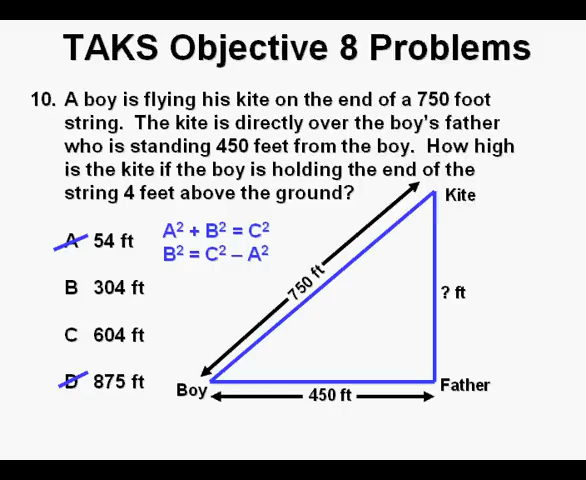 TAKS Objective 8 Problems
10. A boy is flying his kite on the end of a 750 foot
string. The kite is directly over the boy's father
who is standing 450 feet from the boy. How high
is the kite if the boy is holding the end of the
string 4 feet above the ground?
Kite
A 54 ft
A² + B² = C²
B² = C² – A²
750 ft
B 304 ft
? ft
C 604 ft
D 875 ft
Boy
450 ft
Father